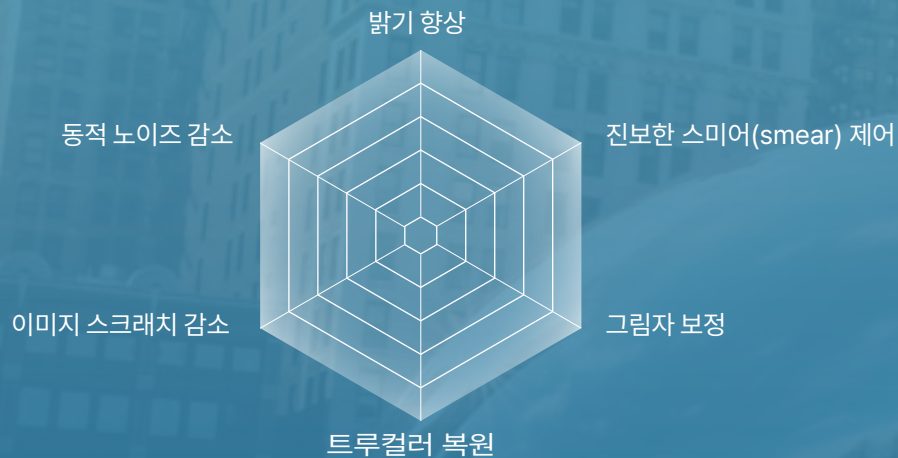 밝기 향상
동적 노이즈 감소
진보한 스미어(smear) 제어
이미지 스크래치 감소
그림자 보정
트루컬러 복원